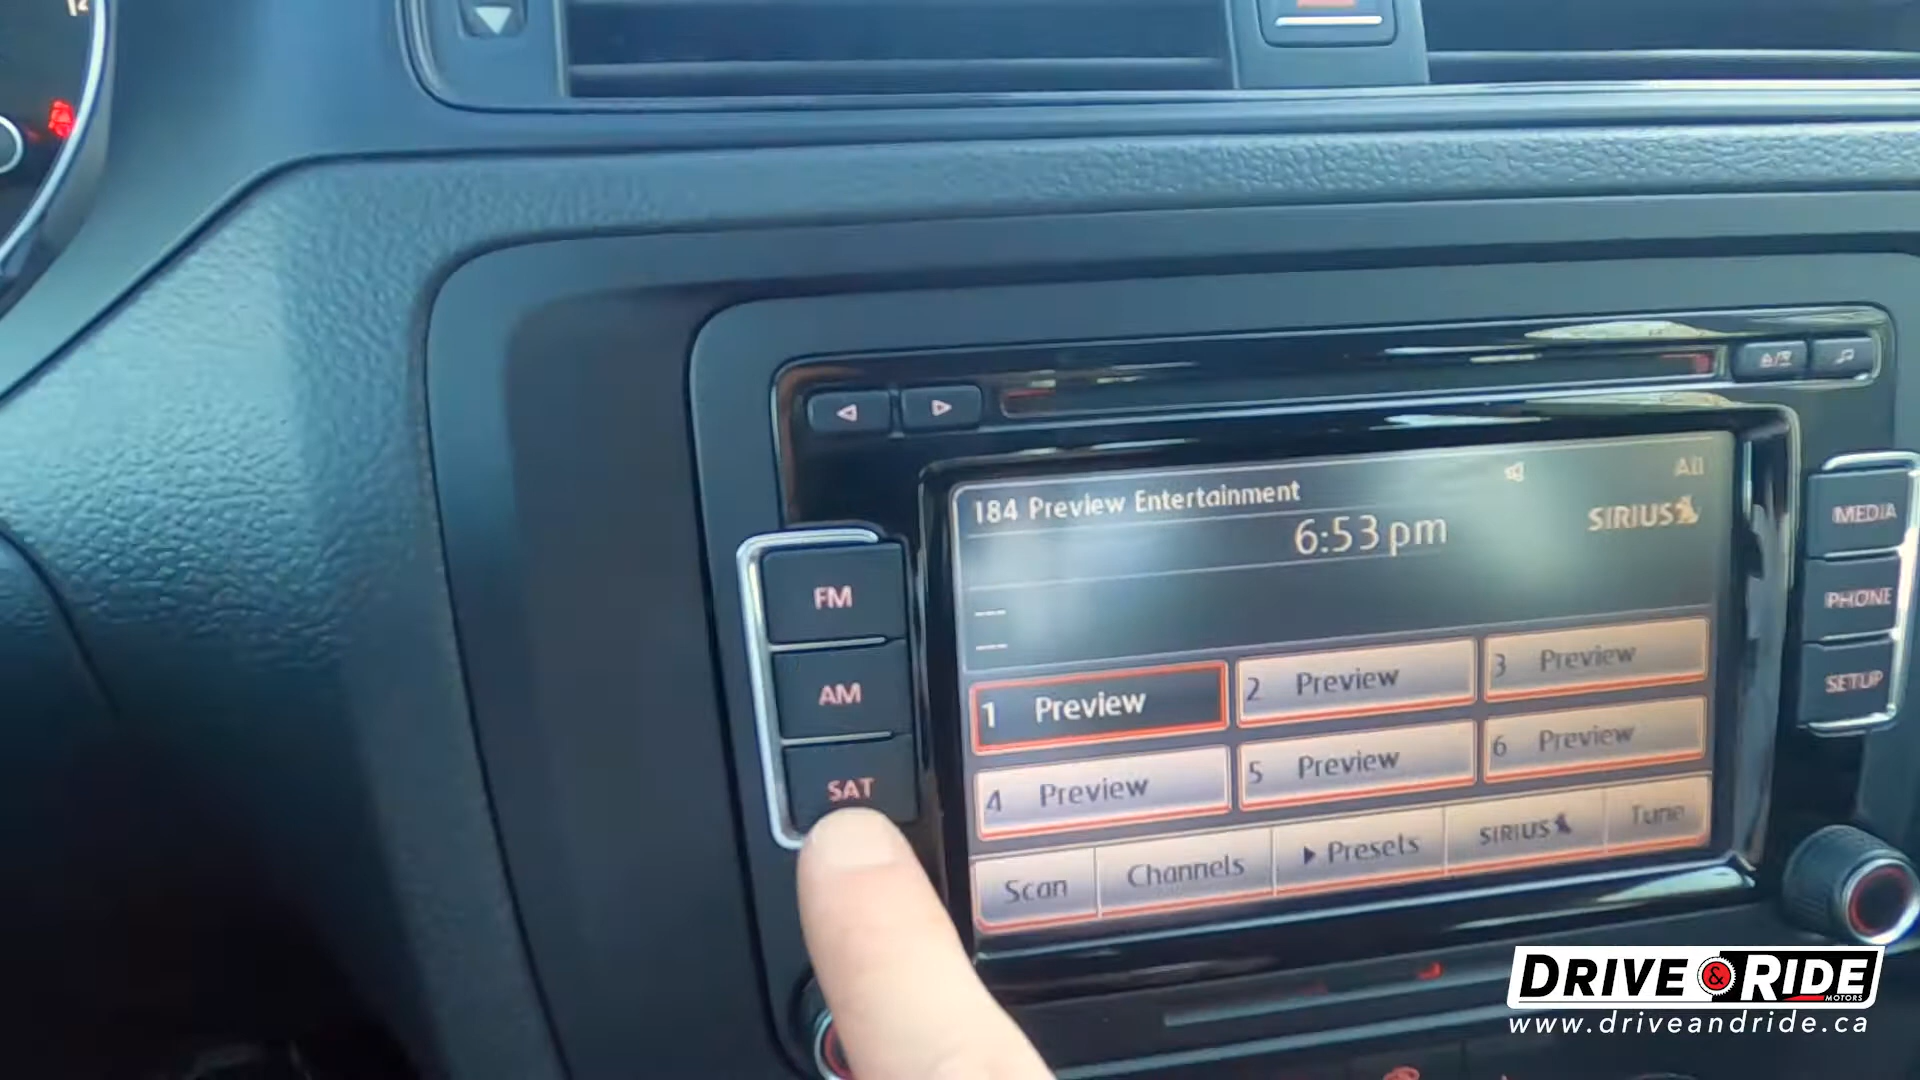 184 Preview Entertainment
All
6:53 pm
SIRIUS
FM
AM
SAT
MEDIA
PHONE
SETUP
1 Preview
2 Preview
3 Preview
4 Preview
5 Preview
6 Preview
Scan
Channels
Presets
SIRIUS
Tune
DRIVE & RIDE
MOTORS
www.driveandride.ca